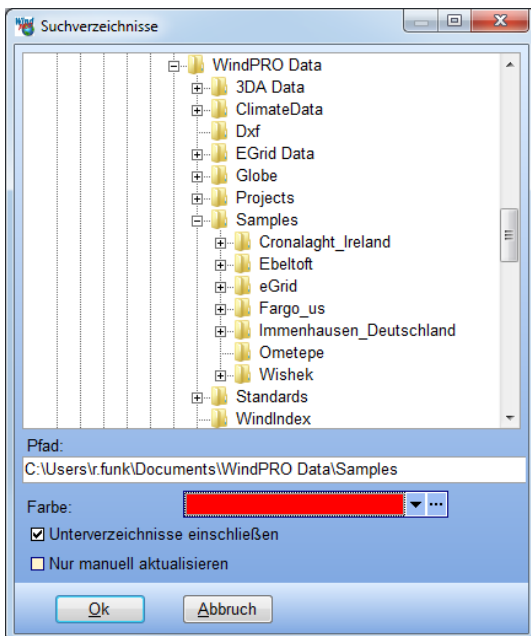 Wind
Suchverzeichnisse
WindPRO Data
3DA Data
ClimateData
Dxf
EGrid Data
Globe
Projects
Samples
Cronalaght_Ireland
Ebeltoft
eGrid
Fargo_us
Immenhausen_Deutschland
Ometepe
Wishek
Standards
WindIndex
Pfad:
C:\Users\r.funk\Documents\WindPRO Data\Samples
Farbe:
Unterverzeichnisse einschließen
Nur manuell aktualisieren
Ok Abbruch